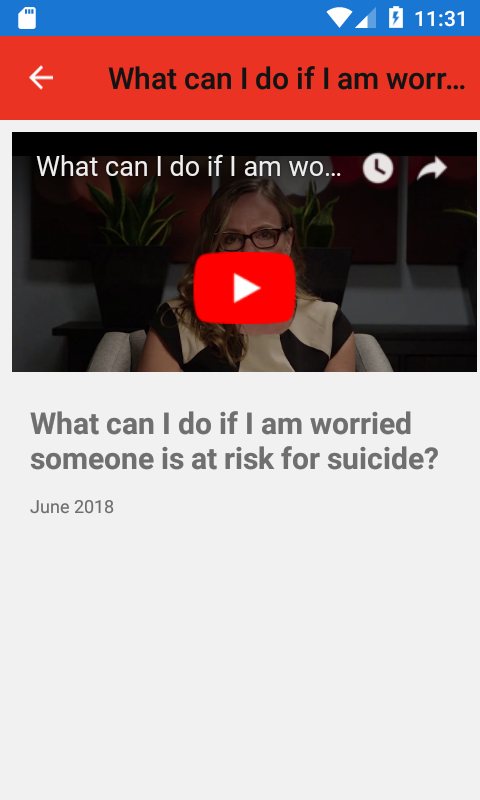 11:31
What can I do if I am worr...
What can I do if I am wo...
What can I do if I am worried
someone is at risk for suicide?
June 2018